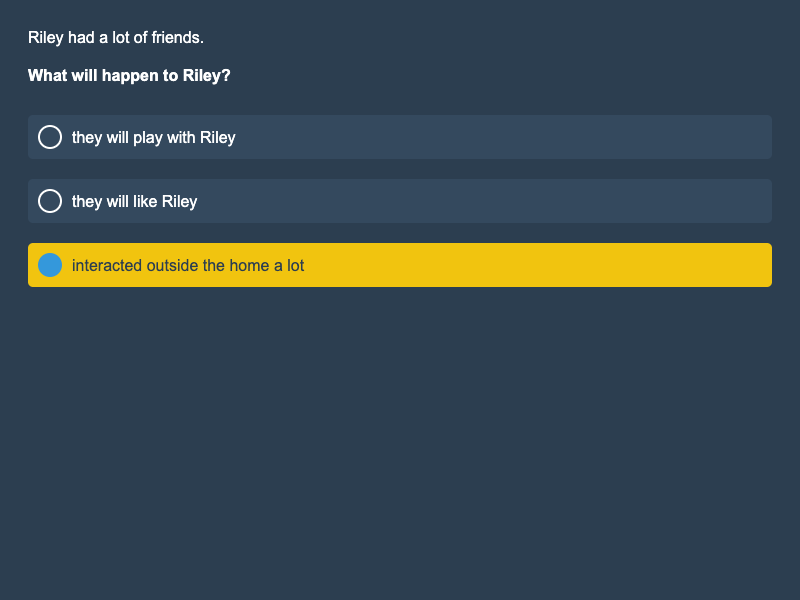 Riley had a lot of friends.
What will happen to Riley?
they will play with Riley
they will like Riley
interacted outside the home a lot